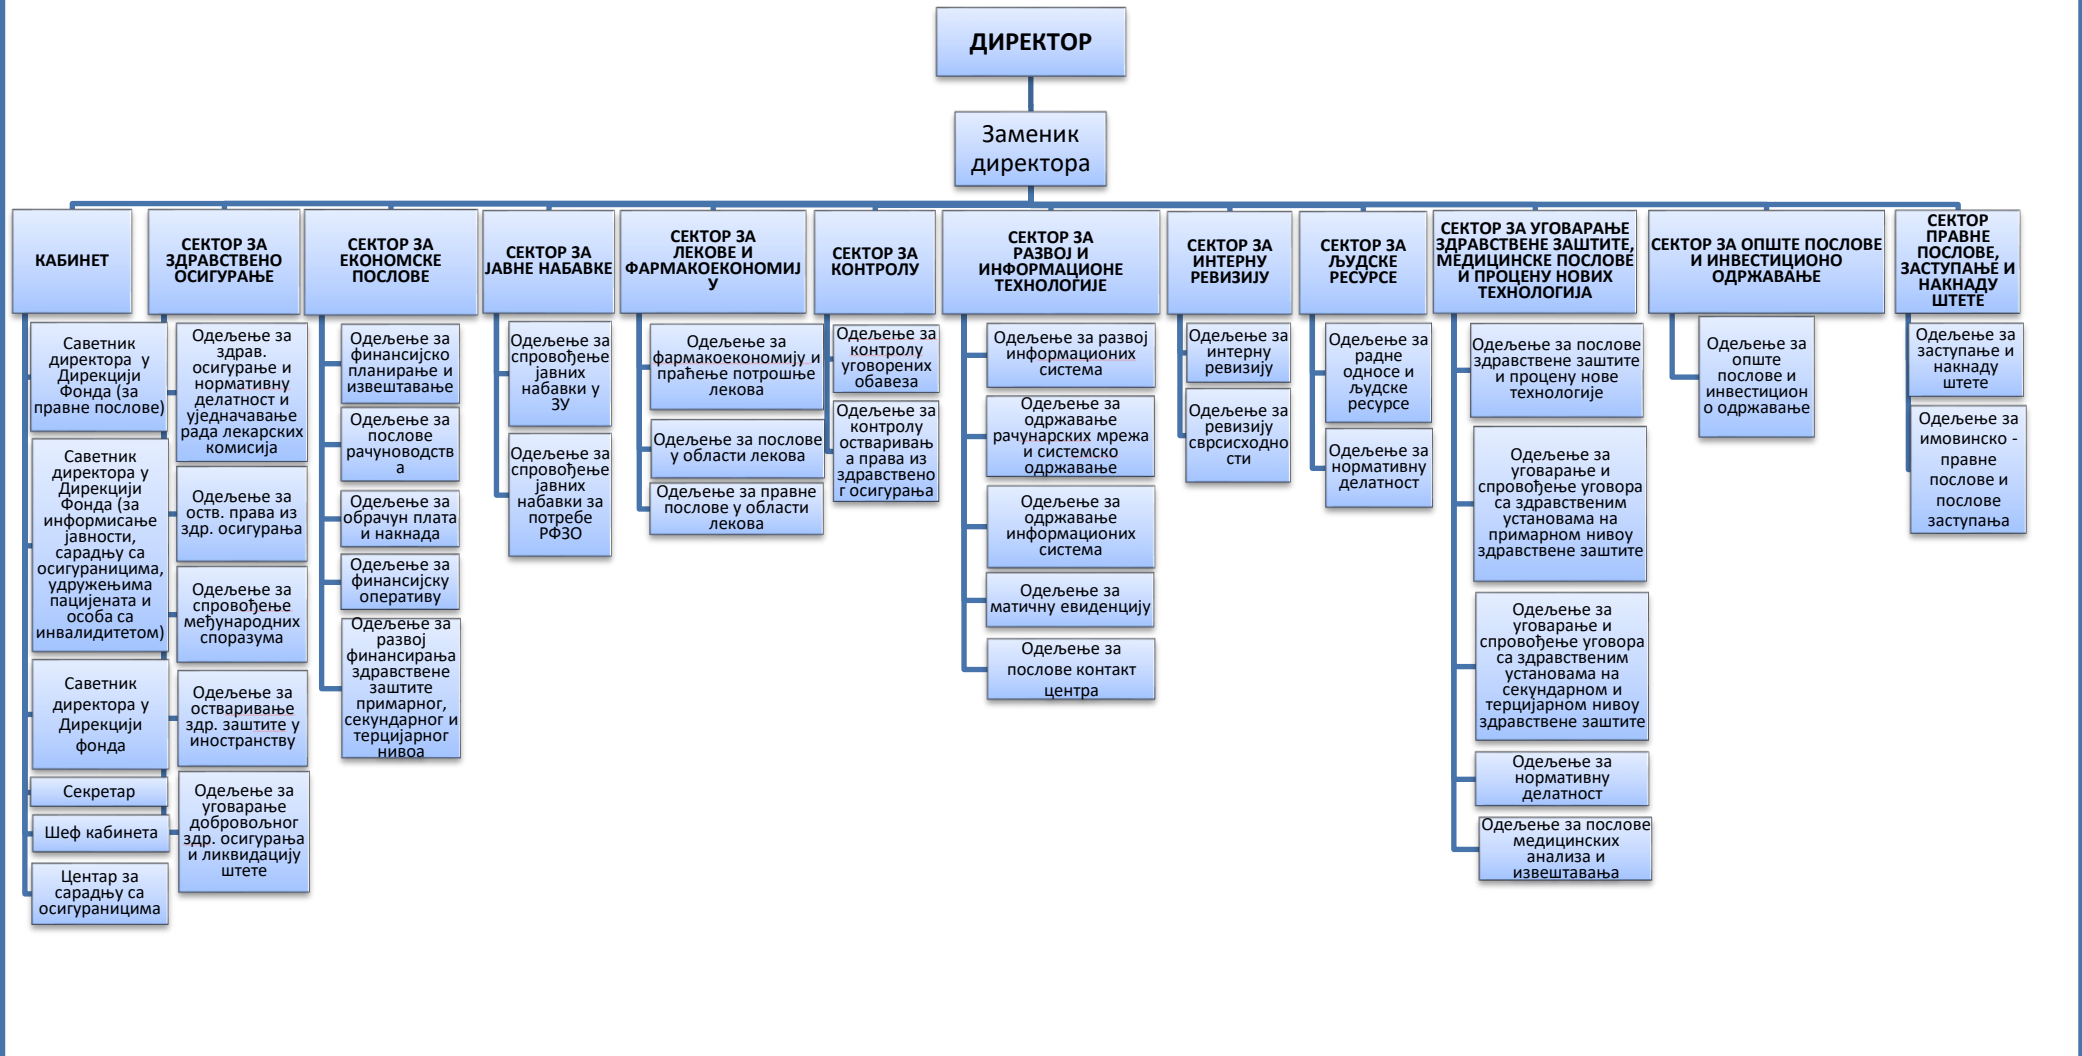 ДИРЕКТОР
Заменик
директора
КАБИНЕТ
Саветник
директора у
Дирекцији
Фонда (за
правне послове)
Саветник
директора у
Дирекцији
Фонда (за
информисање
јавности,
сарадњу са
осигураницима,
удружењима
пацијената и
особа са
инвалидитетом)
Саветник
директора у
Дирекцији
фонда
Секретар
Шеф кабинета
Центар за
сарадњу са
осигураницима
СЕКТОР ЗА
ЗДРАВСТВЕНО
ОСИГУРАЊЕ
Одељење за
здрав.
осигурање и
нормативну
делатност и
уједначавање
рада лекарских
комисија
Одељење за
оств. права из
здр. осигурања
Одељење за
спровођење
међународних
споразума
Одељење за
остваривање
здр. заштите у
иностранству
Одељење за
уговарање
добровољног
здр. осигурања
и ликвидацију
штете
СЕКТОР ЗА
ЕКОНОМСКЕ
ПОСЛОВЕ
Одељење за
финансијско
планирање и
извештавање
Одељење за
послове
рачуноводств
а
Одељење за
обрачун плата
и накнада
Одељење за
финансијску
оперативу
Одељење за
развој
финансирања
здравствене
заштите
примарног,
секундарног и
терцијарног
нивоа
СЕКТОР ЗА
ЈАВНЕ НАБАВКЕ
Одељење за
спровођење
јавних
набавки у
ЗУ
Одељење за
спровођење
јавних
набавки за
потребе
РФЗО
СЕКТОР ЗА
ЛЕКОВЕ И
ФАРМАКОЕКОНОМИЈ
У
Одељење за
фармакоекономију и
праћење потрошње
лекова
Одељење за послове
у области лекова
Одељење за правне
послове у области
лекова
СЕКТОР ЗА
КОНТРОЛУ
Одељење за
контролу
уговорених
обавеза
Одељење за
контролу
остваривањ
а права из
здравствено
г осигурања
СЕКТОР ЗА
РАЗВОЈ И
ИНФОРМАЦИОНЕ
ТЕХНОЛОГИЈЕ
Одељење за развој
информационих
система
Одељење за
одржавање
рачунарских мрежа
и системско
одржавање
Одељење за
одржавање
информационих
система
Одељење за
матичну евиденцију
Одељење за
послове контакт
центра
СЕКТОР ЗА
ИНТЕРНУ
РЕВИЗИЈУ
Одељење за
интерну
ревизију
Одељење за
ревизију
сврсисходно
сти
СЕКТОР ЗА
ЉУДСКЕ
РЕСУРСЕ
Одељење за
радне
односе и
људске
ресурсе
Одељење за
нормативну
делатност
СЕКТОР ЗА УГОВАРАЊЕ
ЗДРАВСТВЕНЕ ЗАШТИТЕ,
МЕДИЦИНСКЕ ПОСЛОВЕ
И ПРОЦЕНУ НОВИХ
ТЕХНОЛОГИЈА
Одељење за послове
здравствене заштите
и процену нове
технологије
Одељење за
уговарање и
спровођење уговора
са здравственим
установама на
примарном нивоу
здравствене заштите
Одељење за
уговарање и
спровођење уговора
са здравственим
установама на
секундарном и
терцијарном нивоу
здравствене заштите
Одељење за
нормативну
делатност
Одељење за послове
медицинских
анализа и
извештавања
СЕКТОР ЗА ОПШТЕ ПОСЛОВЕ
И ИНВЕСТИЦИОНО
ОДРЖАВАЊЕ
Одељење за
опште
послове и
инвестицион
о одржавање
СЕКТОР
ПРАВНЕ
ПОСЛОВЕ,
ЗАСТУПАЊЕ И
НАКНАДУ
ШТЕТЕ
Одељење за
заступање и
накнаду
штете
Одељење за
имовинско -
правне
послове и
послове
заступања